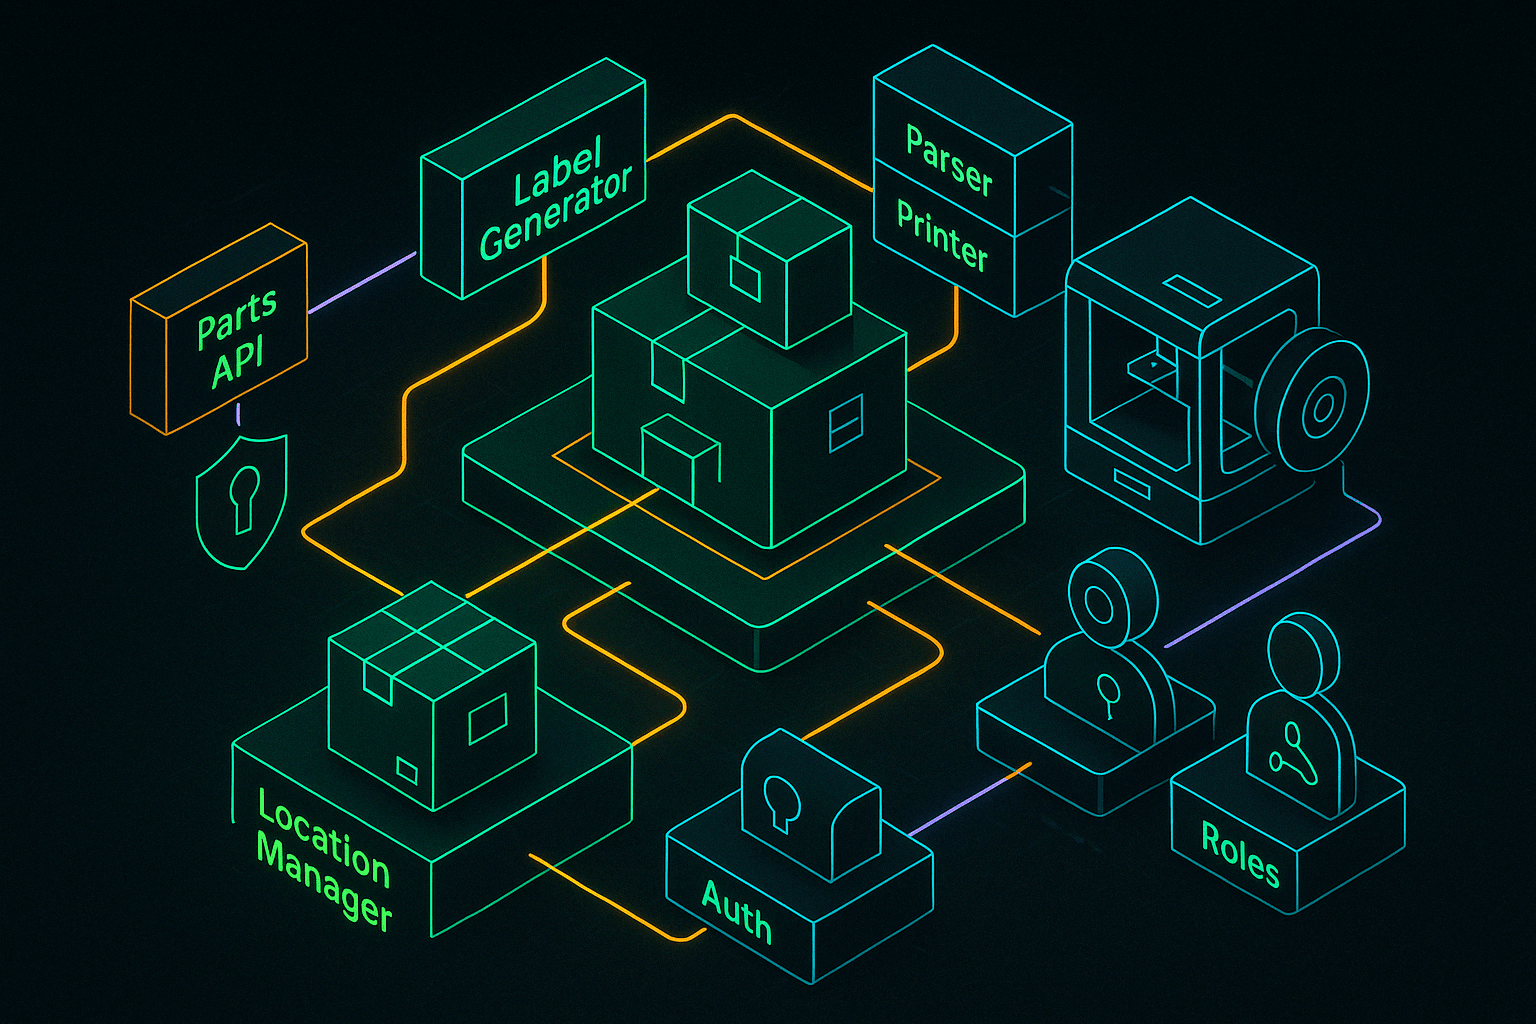 Label
Generator
Parser
Printer
Parts
API
Location
Manager
Auth
Roles